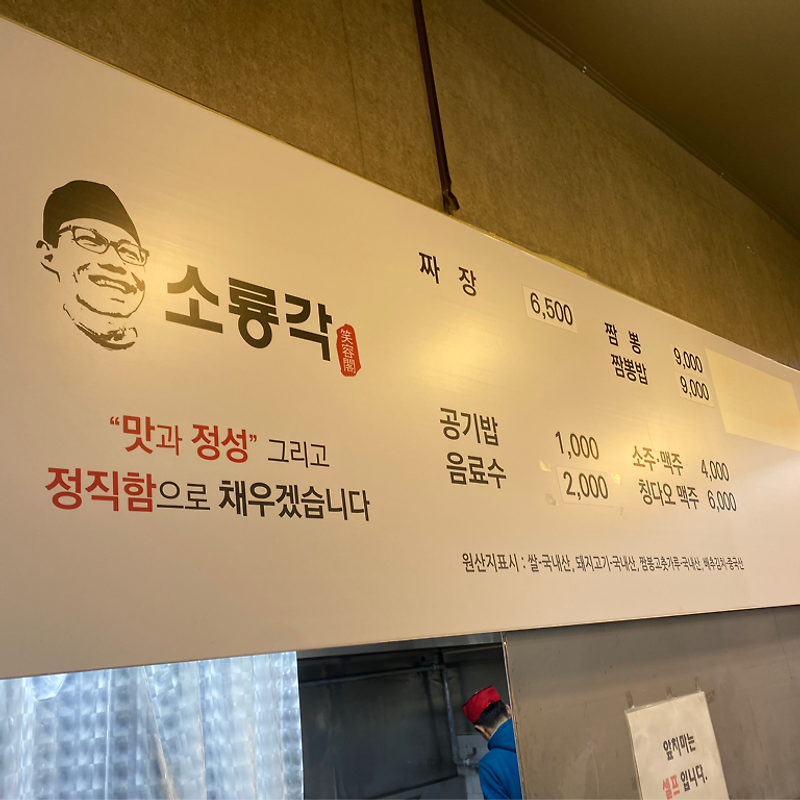 소룡각
笑容閣
"맛과 정성" 그리고
정직함으로 채우겠습니다
짜장 6,500
짬뽕 9,000
짬뽕밥 9,000
공기밥 1,000
음료수 2,000
소주·맥주 4,000
칭다오 맥주 6,000
원산지표시 : 쌀-국내산, 돼지고기-국내산, 짬뽕고춧가루-국내산, 배추김치-중국산
앞치마는
셀프입니다.